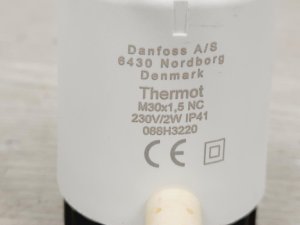 Danfoss A/S
6430 Nordborg
Denmark
Thermot
M30x1,5 NC
230V/2W IP41
088H3220
CE